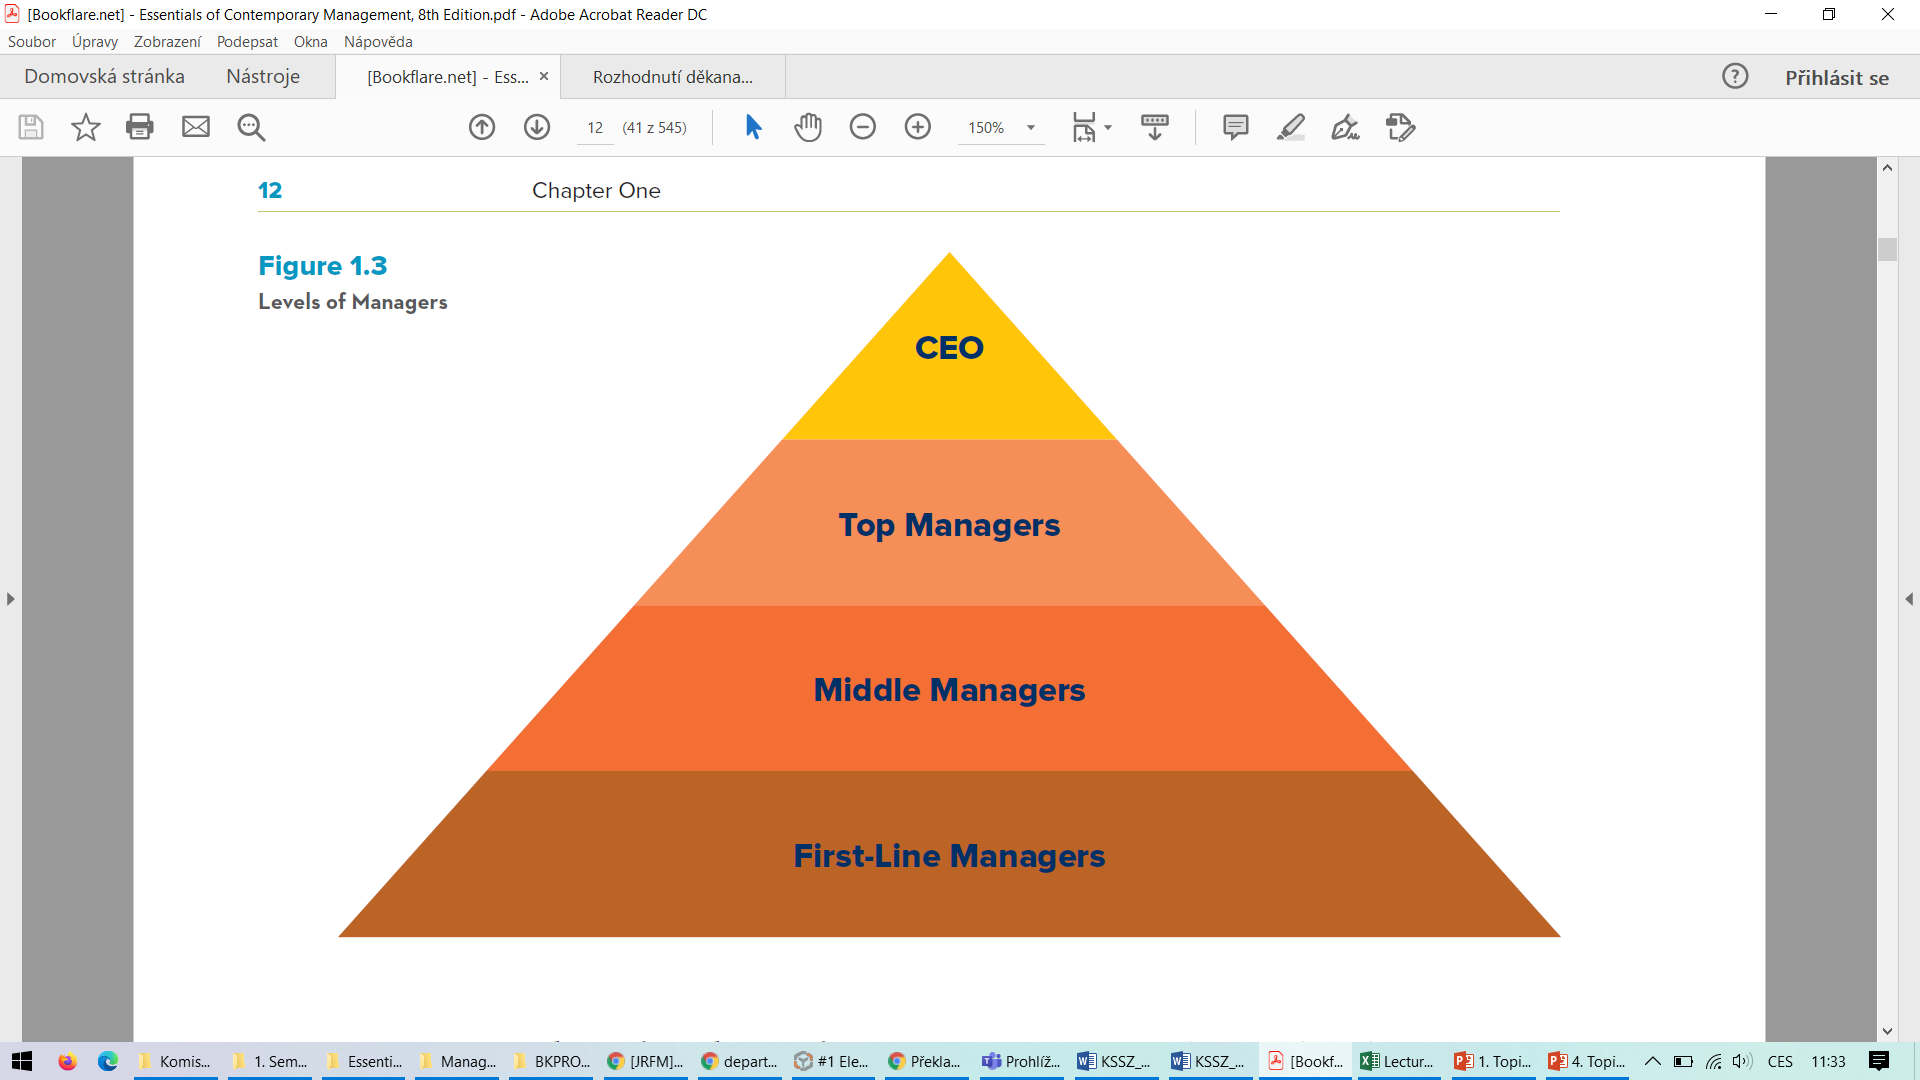 [Bookflare.net] - Essentials of Contemporary Management, 8th Edition.pdf - Adobe Acrobat Reader DC
Soubor Úpravy Zobrazení Podepsat Okna Nápověda
Domovská stránka Nástroje [Bookflare.net] - Ess... × Rozhodnutí děkana... Přihlásit se
12 (41 z 545) 150%
12 Chapter One
Figure 1.3
Levels of Managers
CEO
Top Managers
Middle Managers
First-Line Managers
Komis... 1. Sem... Essenti... Manag... BKPRO... [JRFM]... depart... #1 Ele... Překla... Prohlíž... KSSZ_... KSSZ_... [Bookf... Lectur... 1. Topi... 4. Topi... CES 11:33